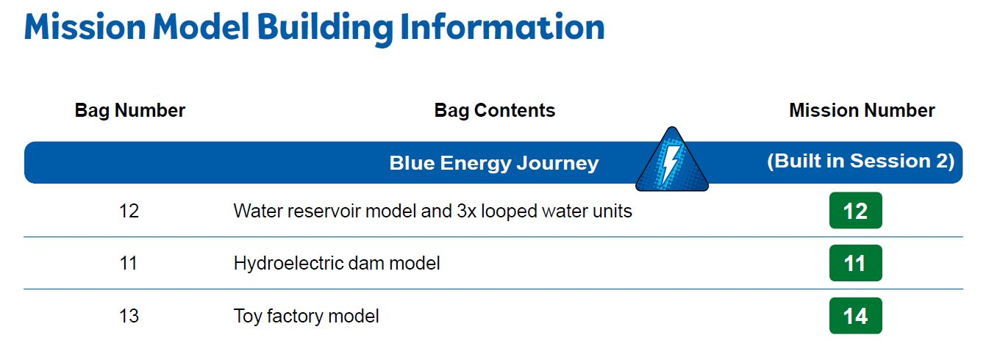 Mission Model Building Information
Bag Number Bag Contents Mission Number
Blue Energy Journey (Built in Session 2)
12 Water reservoir model and 3x looped water units 12
11 Hydroelectric dam model 11
13 Toy factory model 14